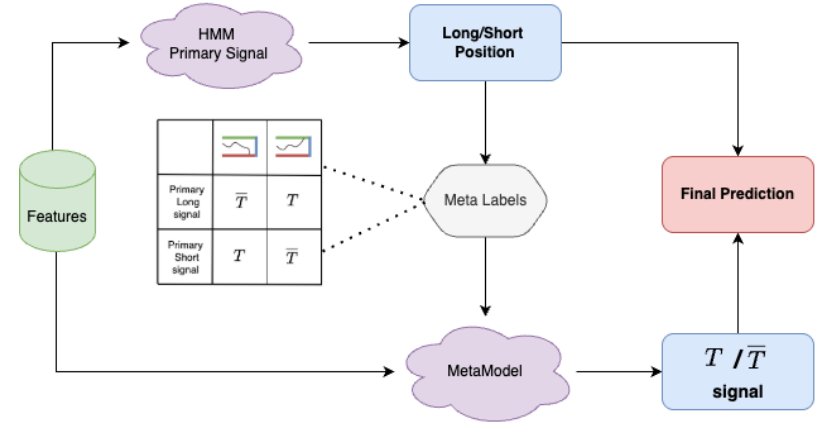 HMM
Primary Signal
Long/Short
Position
Features
Primary
Long
signal
T̅
T
Primary
Short
signal
T
T̅
Meta Labels
Final Prediction
MetaModel
T / T̅
signal